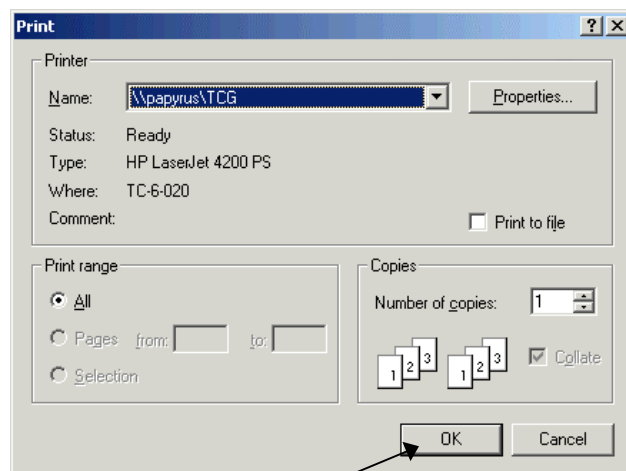 Print
Printer
Name: \\papyrus\TCG Properties...
Status: Ready
Type: HP LaserJet 4200 PS
Where: TC-6-020
Comment: Print to file
Print range
All
Pages from: to:
Selection
Copies
Number of copies: 1
1 2 3 1 2 3 Collate
OK Cancel